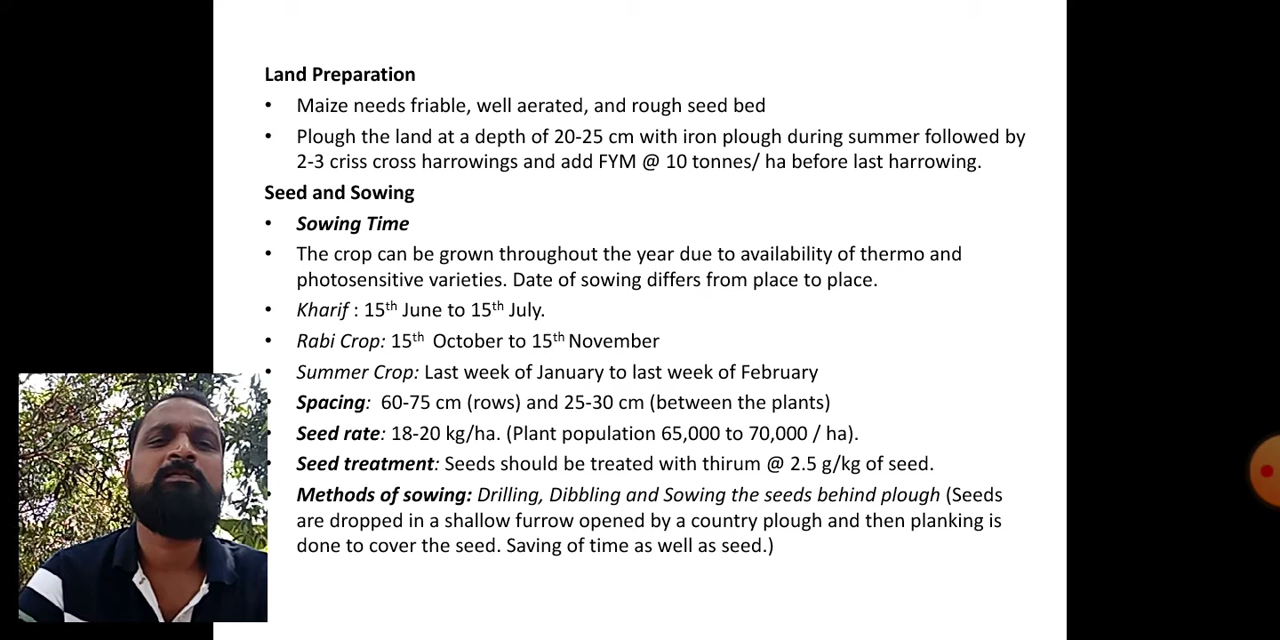 Land Preparation
• Maize needs friable, well aerated, and rough seed bed
• Plough the land at a depth of 20-25 cm with iron plough during summer followed by
2-3 criss cross harrowings and add FYM @ 10 tonnes/ ha before last harrowing.
Seed and Sowing
• Sowing Time
• The crop can be grown throughout the year due to availability of thermo and
photosensitive varieties. Date of sowing differs from place to place.
• Kharif : 15th June to 15th July.
• Rabi Crop: 15th October to 15th November
• Summer Crop: Last week of January to last week of February
Spacing: 60-75 cm (rows) and 25-30 cm (between the plants)
Seed rate: 18-20 kg/ha. (Plant population 65,000 to 70,000 / ha).
Seed treatment: Seeds should be treated with thirum @ 2.5 g/kg of seed.
Methods of sowing: Drilling, Dibbling and Sowing the seeds behind plough (Seeds
are dropped in a shallow furrow opened by a country plough and then planking is
done to cover the seed. Saving of time as well as seed.)